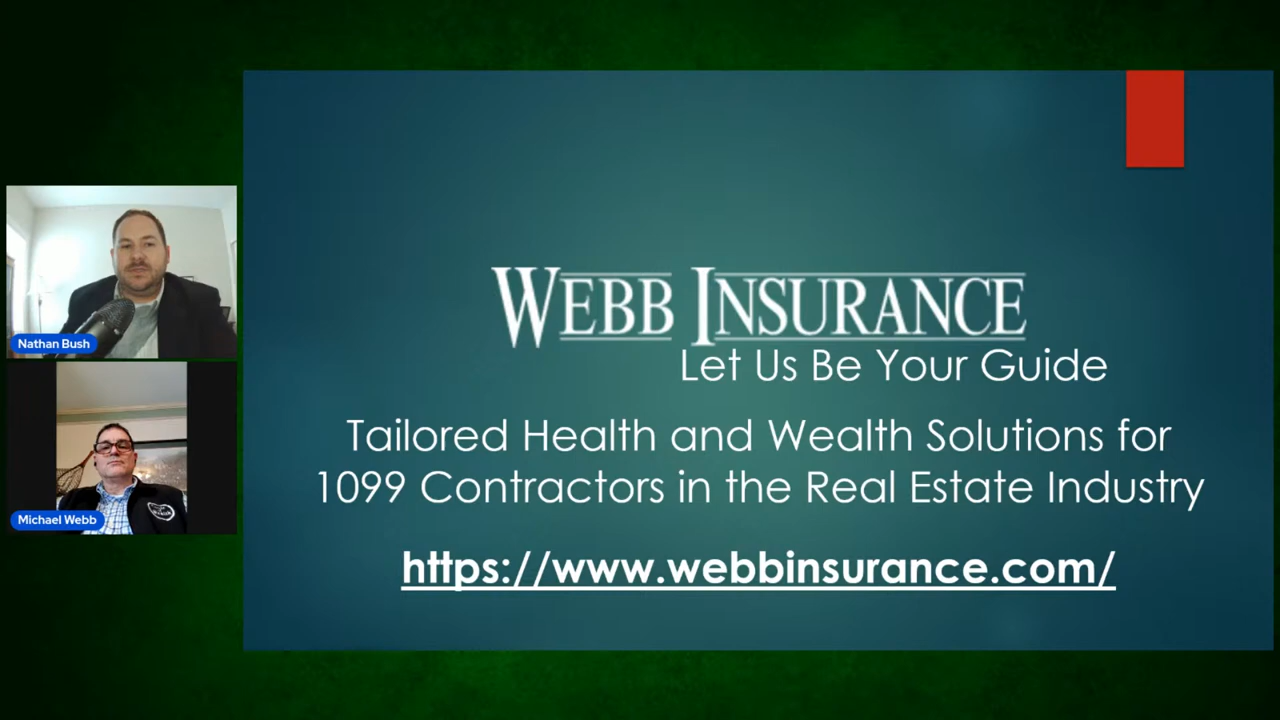 Nathan Bush
Michael Webb
WEBB INSURANCE
Let Us Be Your Guide
Tailored Health and Wealth Solutions for
1099 Contractors in the Real Estate Industry
https://www.webbinsurance.com/